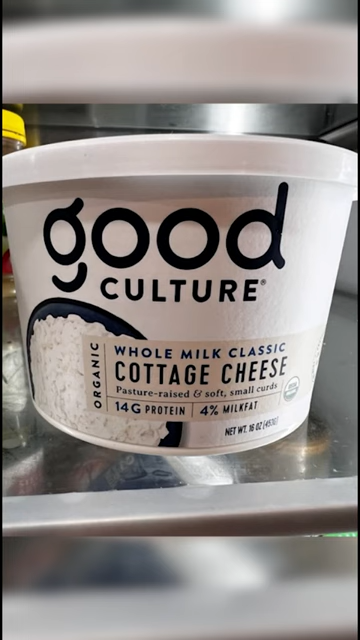 good
CULTURE®
ORGANIC
WHOLE MILK CLASSIC
COTTAGE CHEESE
Pasture-raised & soft, small curds
14G PROTEIN | 4% MILKFAT
NET WT. 16 OZ (453g)